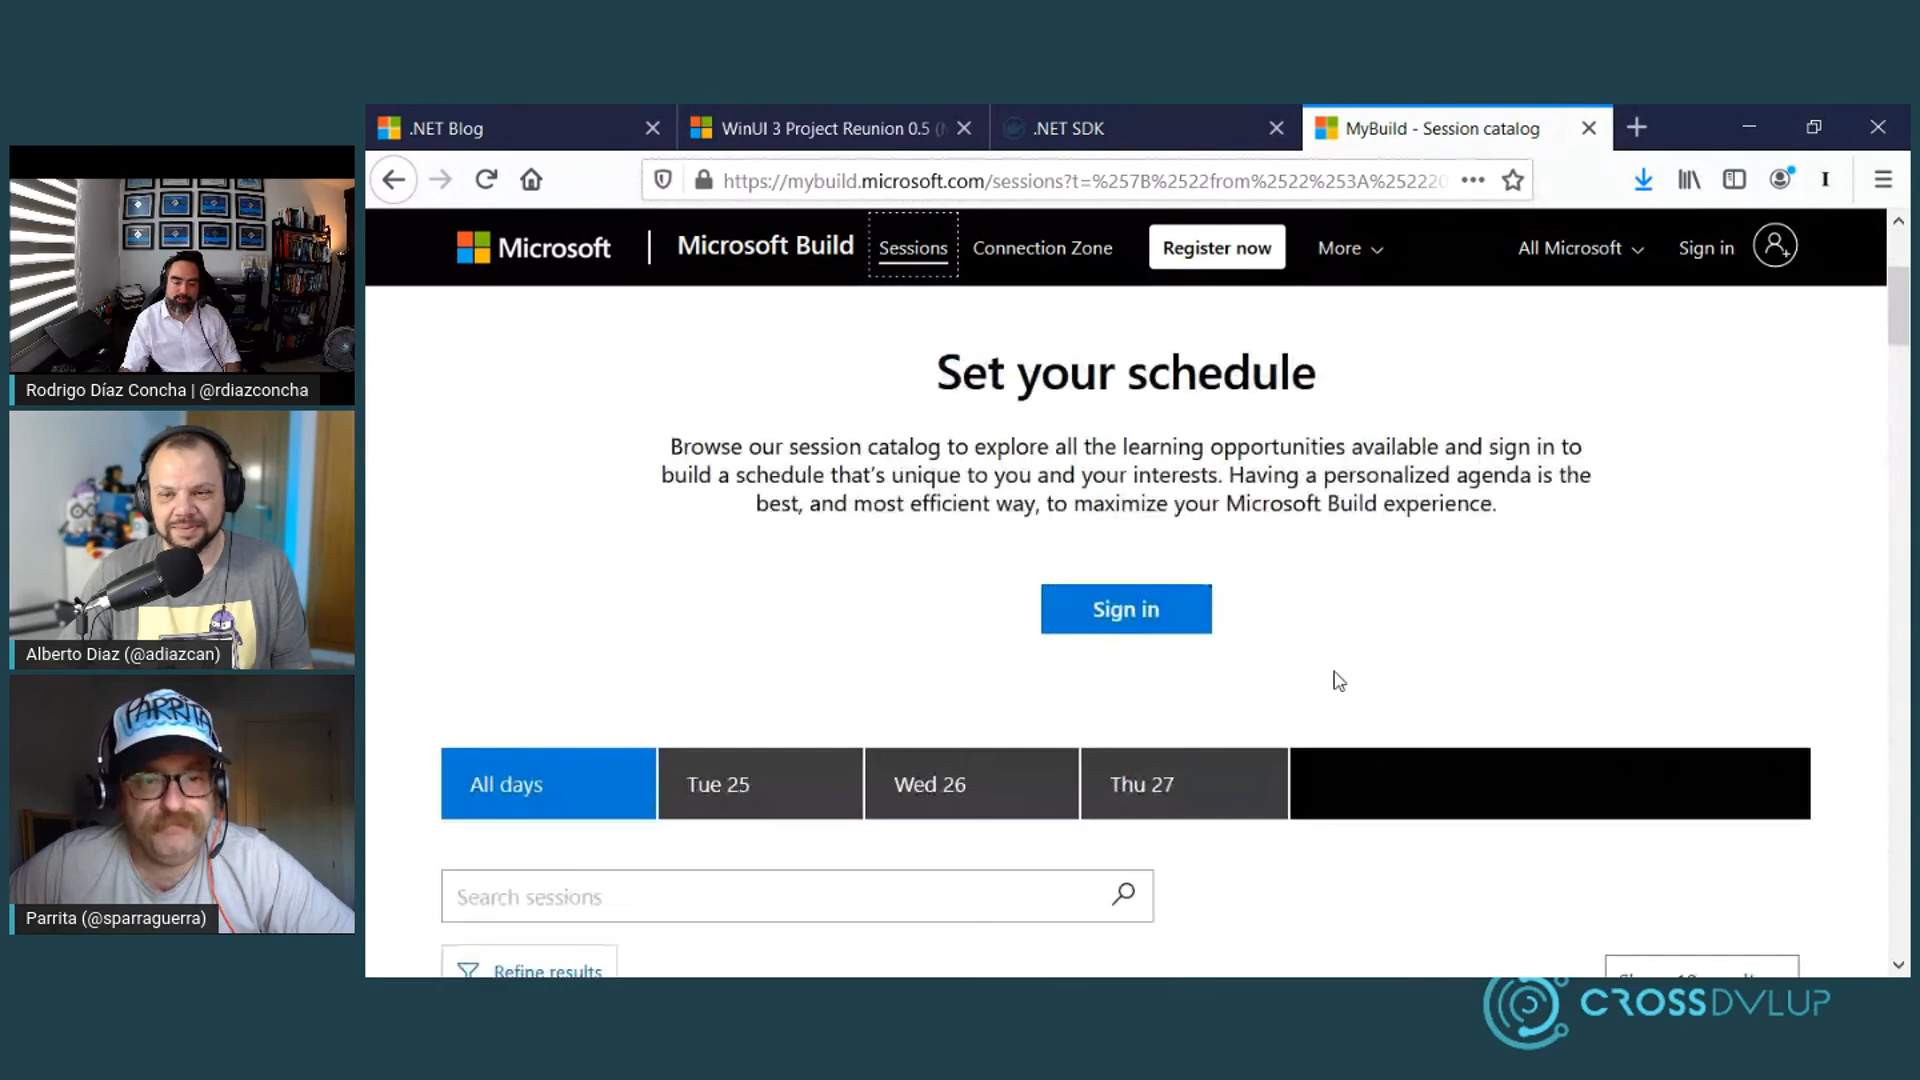 .NET Blog
WinUI 3 Project Reunion 0.5 (
.NET SDK
MyBuild - Session catalog
https://mybuild.microsoft.com/sessions?t=%257B%2522from%2522%253A%25222
Microsoft
Microsoft Build
Sessions
Connection Zone
Register now
More
All Microsoft
Sign in
Set your schedule
Browse our session catalog to explore all the learning opportunities available and sign in to
build a schedule that's unique to you and your interests. Having a personalized agenda is the
best, and most efficient way, to maximize your Microsoft Build experience.
Sign in
All days
Tue 25
Wed 26
Thu 27
Search sessions
Refine results
Rodrigo Díaz Concha | @rdiazconcha
Alberto Diaz (@adiazcan)
PARRITA
Parrita (@sparraguerra)
CROSSDVLUP